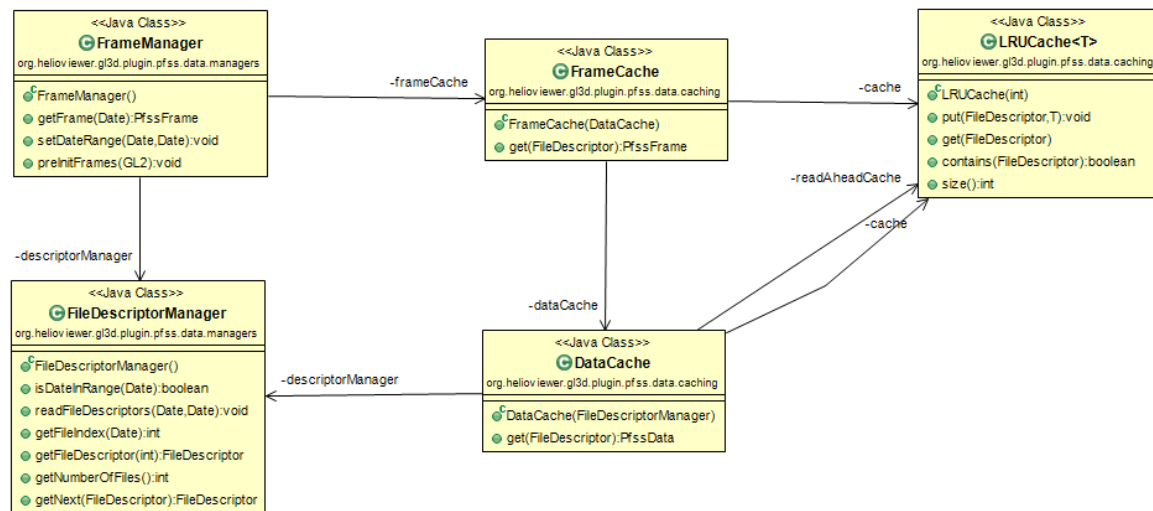 <<Java Class>>
FrameManager
org.helioviewer.gl3d.plugin.pfss.data.managers
FrameManager()
getFrame(Date):PfssFrame
setDateRange(Date,Date):void
preInitFrames(GL2):void
-frameCache
<<Java Class>>
FrameCache
org.helioviewer.gl3d.plugin.pfss.data.caching
FrameCache(DataCache)
get(FileDescriptor):PfssFrame
-cache
<<Java Class>>
LRUCache<T>
org.helioviewer.gl3d.plugin.pfss.data.caching
LRUCache(int)
put(FileDescriptor,T):void
get(FileDescriptor)
contains(FileDescriptor):boolean
size():int
-readAheadCache
-cache
-descriptorManager
-dataCache
<<Java Class>>
FileDescriptorManager
org.helioviewer.gl3d.plugin.pfss.data.managers
FileDescriptorManager()
isDateInRange(Date):boolean
readFileDescriptors(Date,Date):void
getFileIndex(Date):int
getFileDescriptor(int):FileDescriptor
getNumberOfFiles():int
getNext(FileDescriptor):FileDescriptor
-descriptorManager
<<Java Class>>
DataCache
org.helioviewer.gl3d.plugin.pfss.data.caching
DataCache(FileDescriptorManager)
get(FileDescriptor):PfssData